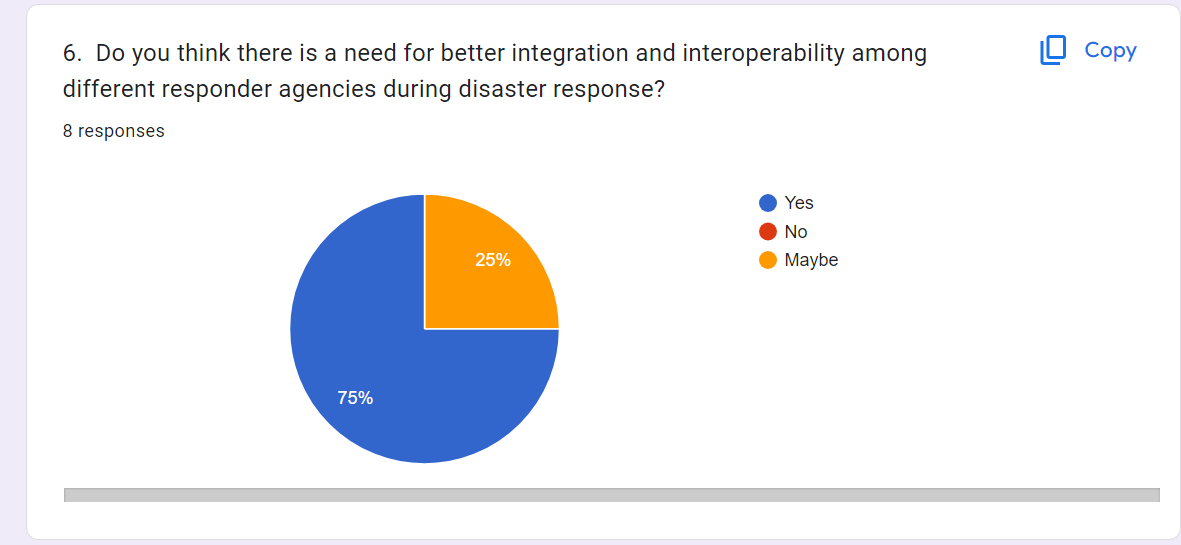 6. Do you think there is a need for better integration and interoperability among
different responder agencies during disaster response?
Copy
8 responses
Yes
No
Maybe
25%
75%